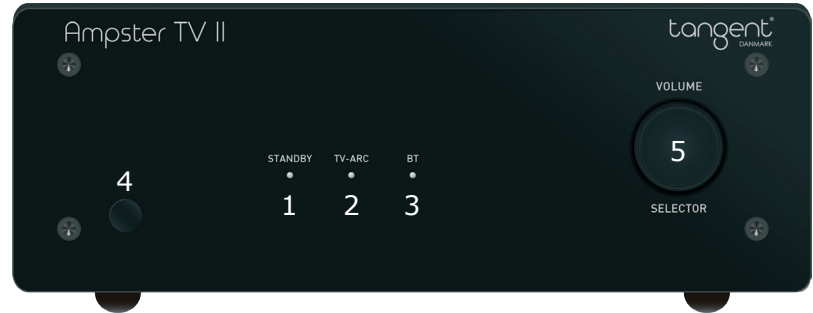 Ampster TV II
tangent®
DANMARK
VOLUME
5
SELECTOR
STANDBY TV-ARC BT
4
1 2 3